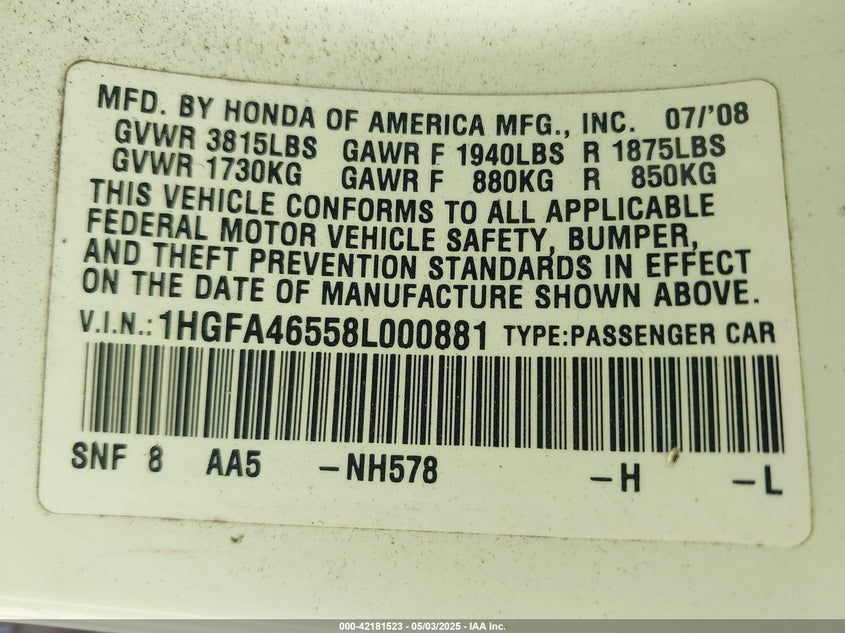 MFD. BY HONDA OF AMERICA MFG., INC. 07/'08
GVWR 3815LBS GAWR F 1940LBS R 1875LBS
GVWR 1730KG GAWR F 880KG R 850KG
THIS VEHICLE CONFORMS TO ALL APPLICABLE
FEDERAL MOTOR VEHICLE SAFETY, BUMPER,
AND THEFT PREVENTION STANDARDS IN EFFECT
ON THE DATE OF MANUFACTURE SHOWN ABOVE.
V.I.N.: 1HGFA46558L000881 TYPE:PASSENGER CAR
SNF 8 AA5 -NH578 -H -L
000-42181523 - 05/03/2025 - IAA Inc.